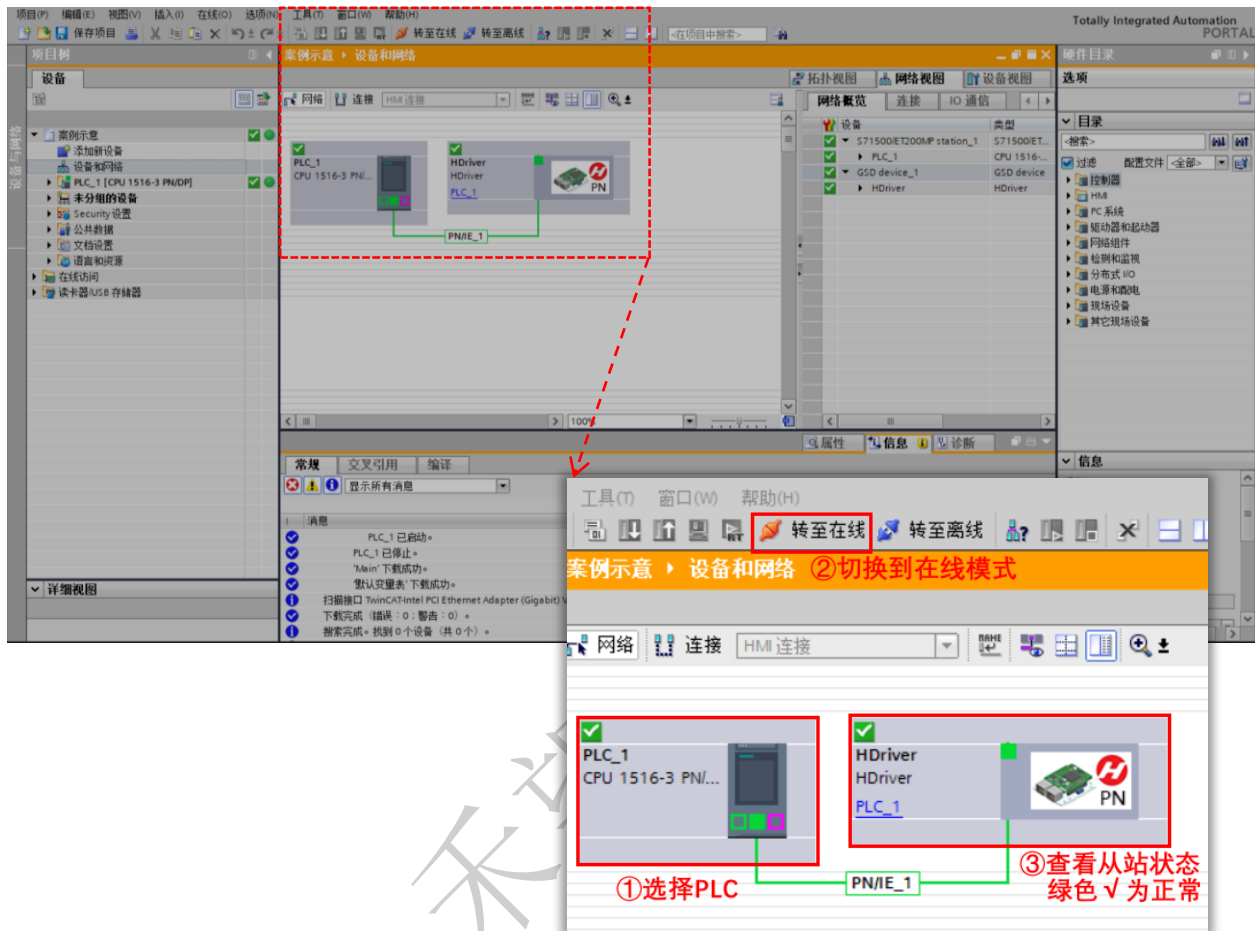 项目(P) 编辑(E) 视图(V) 插入(I) 在线(O) 选项(N) 工具(T) 窗口(W) 帮助(H)
Totally Integrated Automation
PORTAL
保存项目 转至在线 转至离线 <在项目中搜索>
项目树
案例示意 设备和网络
硬件目录
设备
拓扑视图 网络视图 设备视图
选项
网络 连接 HMI 连接
网络概览 连接 IO 通信
目录
设备 类型
<搜索>
过滤 配置文件 <全部>
设备与网络
案例示意
添加新设备
设备和网络
PLC_1 [CPU 1516-3 PN/DP]
未分组的设备
Security 设置
公共数据
文档设置
语言和资源
在线访问
读卡器/USB 存储器
PLC_1
CPU 1516-3 PN/...
HDriver
HDriver
PLC_1
PN
PN/IE_1
S71500/ET200MP station_1 S71500/ET...
PLC_1 CPU 1516-...
GSD device_1 GSD device
HDriver HDriver
控制器
HMI
PC 系统
驱动器和起动器
网络组件
检测和监视
分布式 I/O
电源和配电
现场设备
其它现场设备
100%
属性 信息 诊断
常规 交叉引用 编译
信息
显示所有消息
! 消息
PLC_1 已启动。
PLC_1 已停止。
'Main' 下载成功。
'默认变量表' 下载成功。
扫描接口 TwinCAT-Intel PCI Ethernet Adapter (Gigabit) V
下载完成（错误：0；警告：0）。
搜索完成。找到 0 个设备（共 0 个）。
详细视图
工具(T) 窗口(W) 帮助(H)
RT 转至在线 转至离线
案例示意 设备和网络 ②切换到在线模式
网络 连接 HMI 连接 NAME
PLC_1
CPU 1516-3 PN/...
HDriver
HDriver
PLC_1
PN
PN/IE_1
①选择PLC
③查看从站状态
绿色 √ 为正常